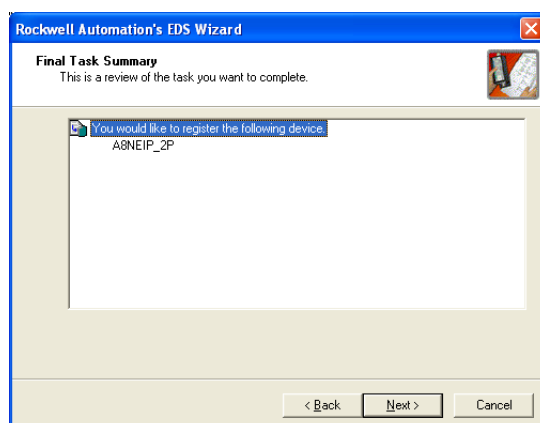 Rockwell Automation's EDS Wizard
Final Task Summary
This is a review of the task you want to complete.
You would like to register the following device.
A8NEIP_2P
< Back
Next >
Cancel